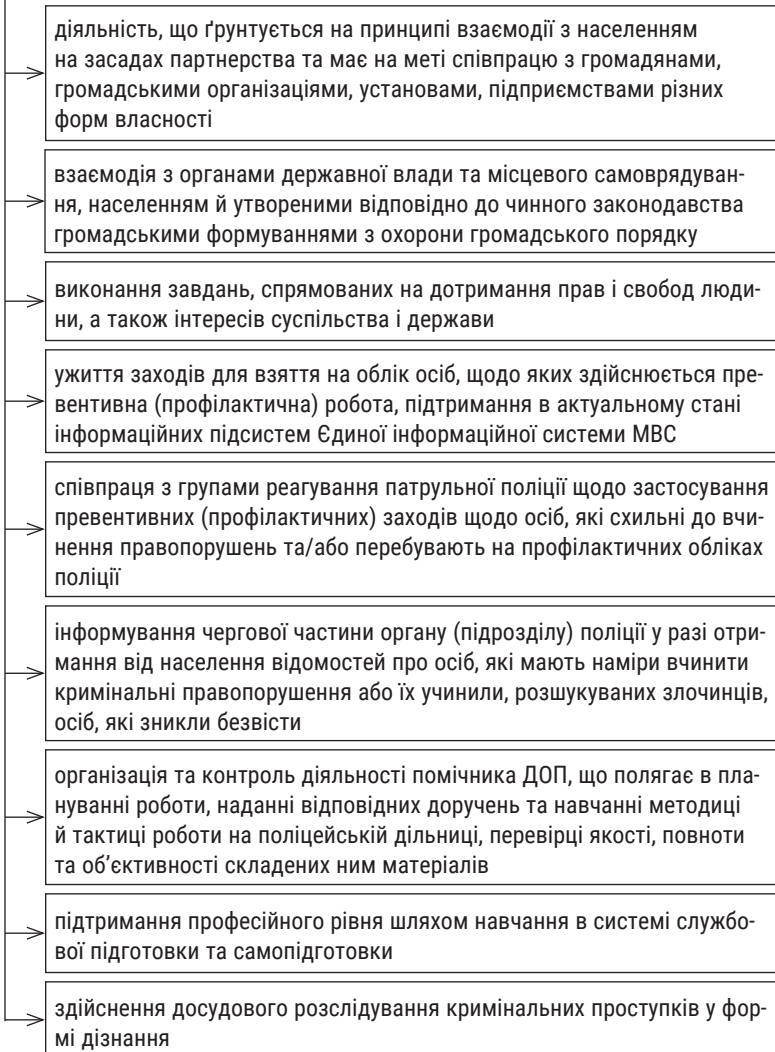 діяльність, що ґрунтується на принципі взаємодії з населенням
на засадах партнерства та має на меті співпрацю з громадянами,
громадськими організаціями, установами, підприємствами різних
форм власності
взаємодія з органами державної влади та місцевого самоврядуван-
ня, населенням й утвореними відповідно до чинного законодавства
громадськими формуваннями з охорони громадського порядку
виконання завдань, спрямованих на дотримання прав і свобод люди-
ни, а також інтересів суспільства і держави
ужиття заходів для взяття на облік осіб, щодо яких здійснюється пре-
вентивна (профілактична) робота, підтримання в актуальному стані
інформаційних підсистем Єдиної інформаційної системи МВС
співпраця з групами реагування патрульної поліції щодо застосування
превентивних (профілактичних) заходів щодо осіб, які схильні до вчи-
нення правопорушень та/або перебувають на профілактичних обліках
поліції
інформування чергової частини органу (підрозділу) поліції у разі отри-
мання від населення відомостей про осіб, які мають наміри вчинити
кримінальні правопорушення або їх учинили, розшукуваних злочинців,
осіб, які зникли безвісти
організація та контроль діяльності помічника ДОП, що полягає в пла-
нуванні роботи, наданні відповідних доручень та навчанні методиці
й тактиці роботи на поліцейській дільниці, перевірці якості, повноти
та об’єктивності складених ним матеріалів
підтримання професійного рівня шляхом навчання в системі службо-
вої підготовки та самопідготовки
здійснення досудового розслідування кримінальних проступків у фор-
мі дізнання